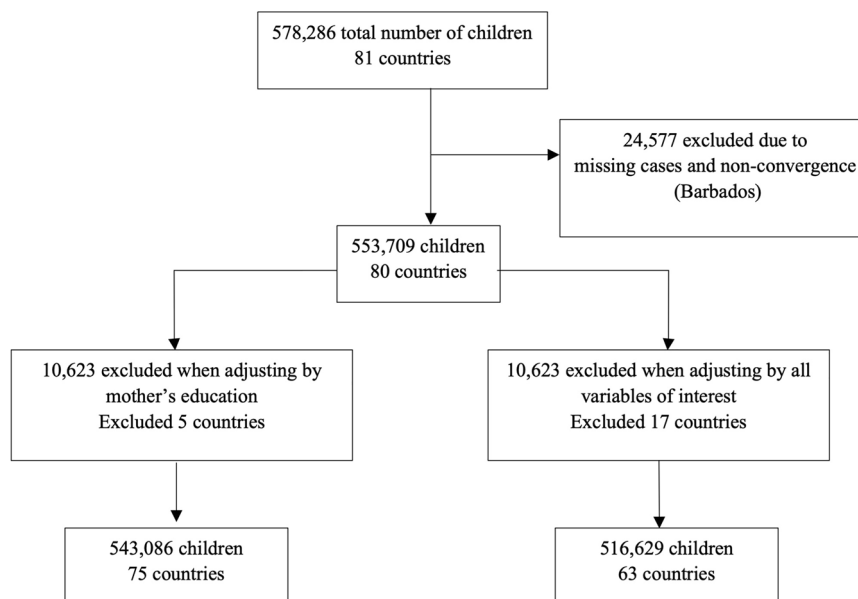 578,286 total number of children
81 countries
24,577 excluded due to
missing cases and non-convergence
(Barbados)
553,709 children
80 countries
10,623 excluded when adjusting by
mother’s education
Excluded 5 countries
10,623 excluded when adjusting by all
variables of interest
Excluded 17 countries
543,086 children
75 countries
516,629 children
63 countries